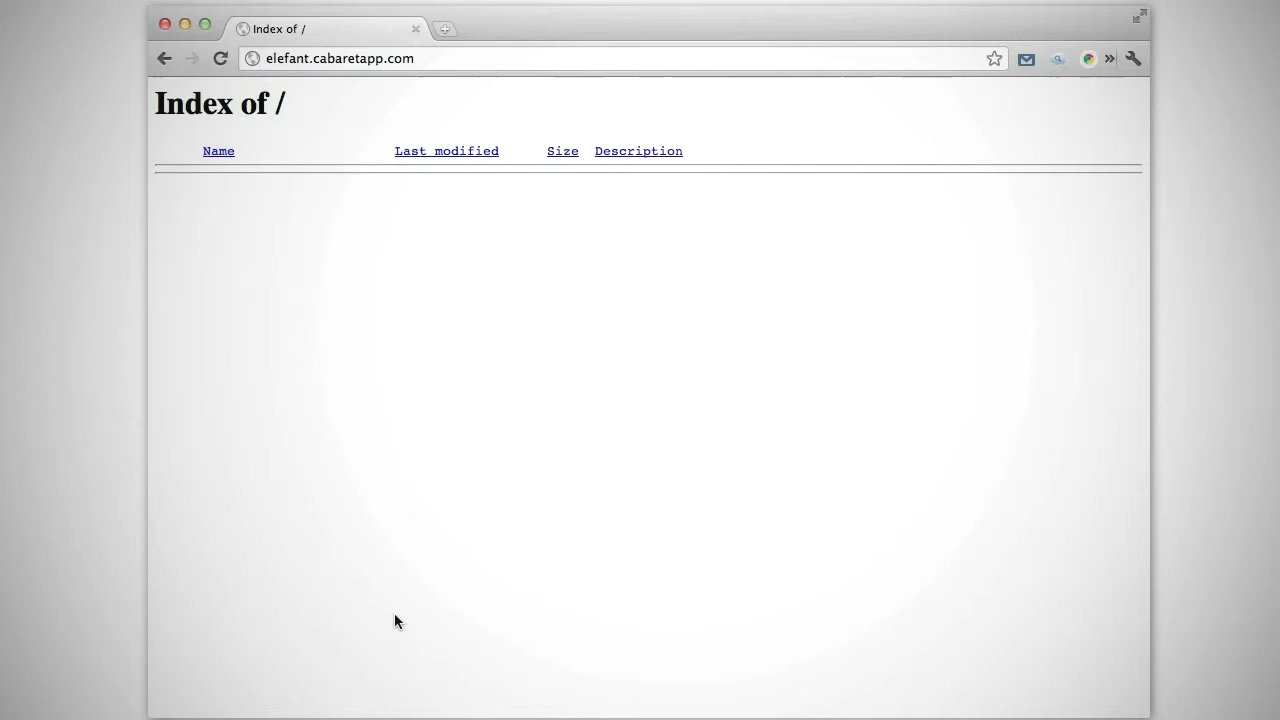 Index of /
elefant.cabaretapp.com
Index of /
Name Last modified Size Description